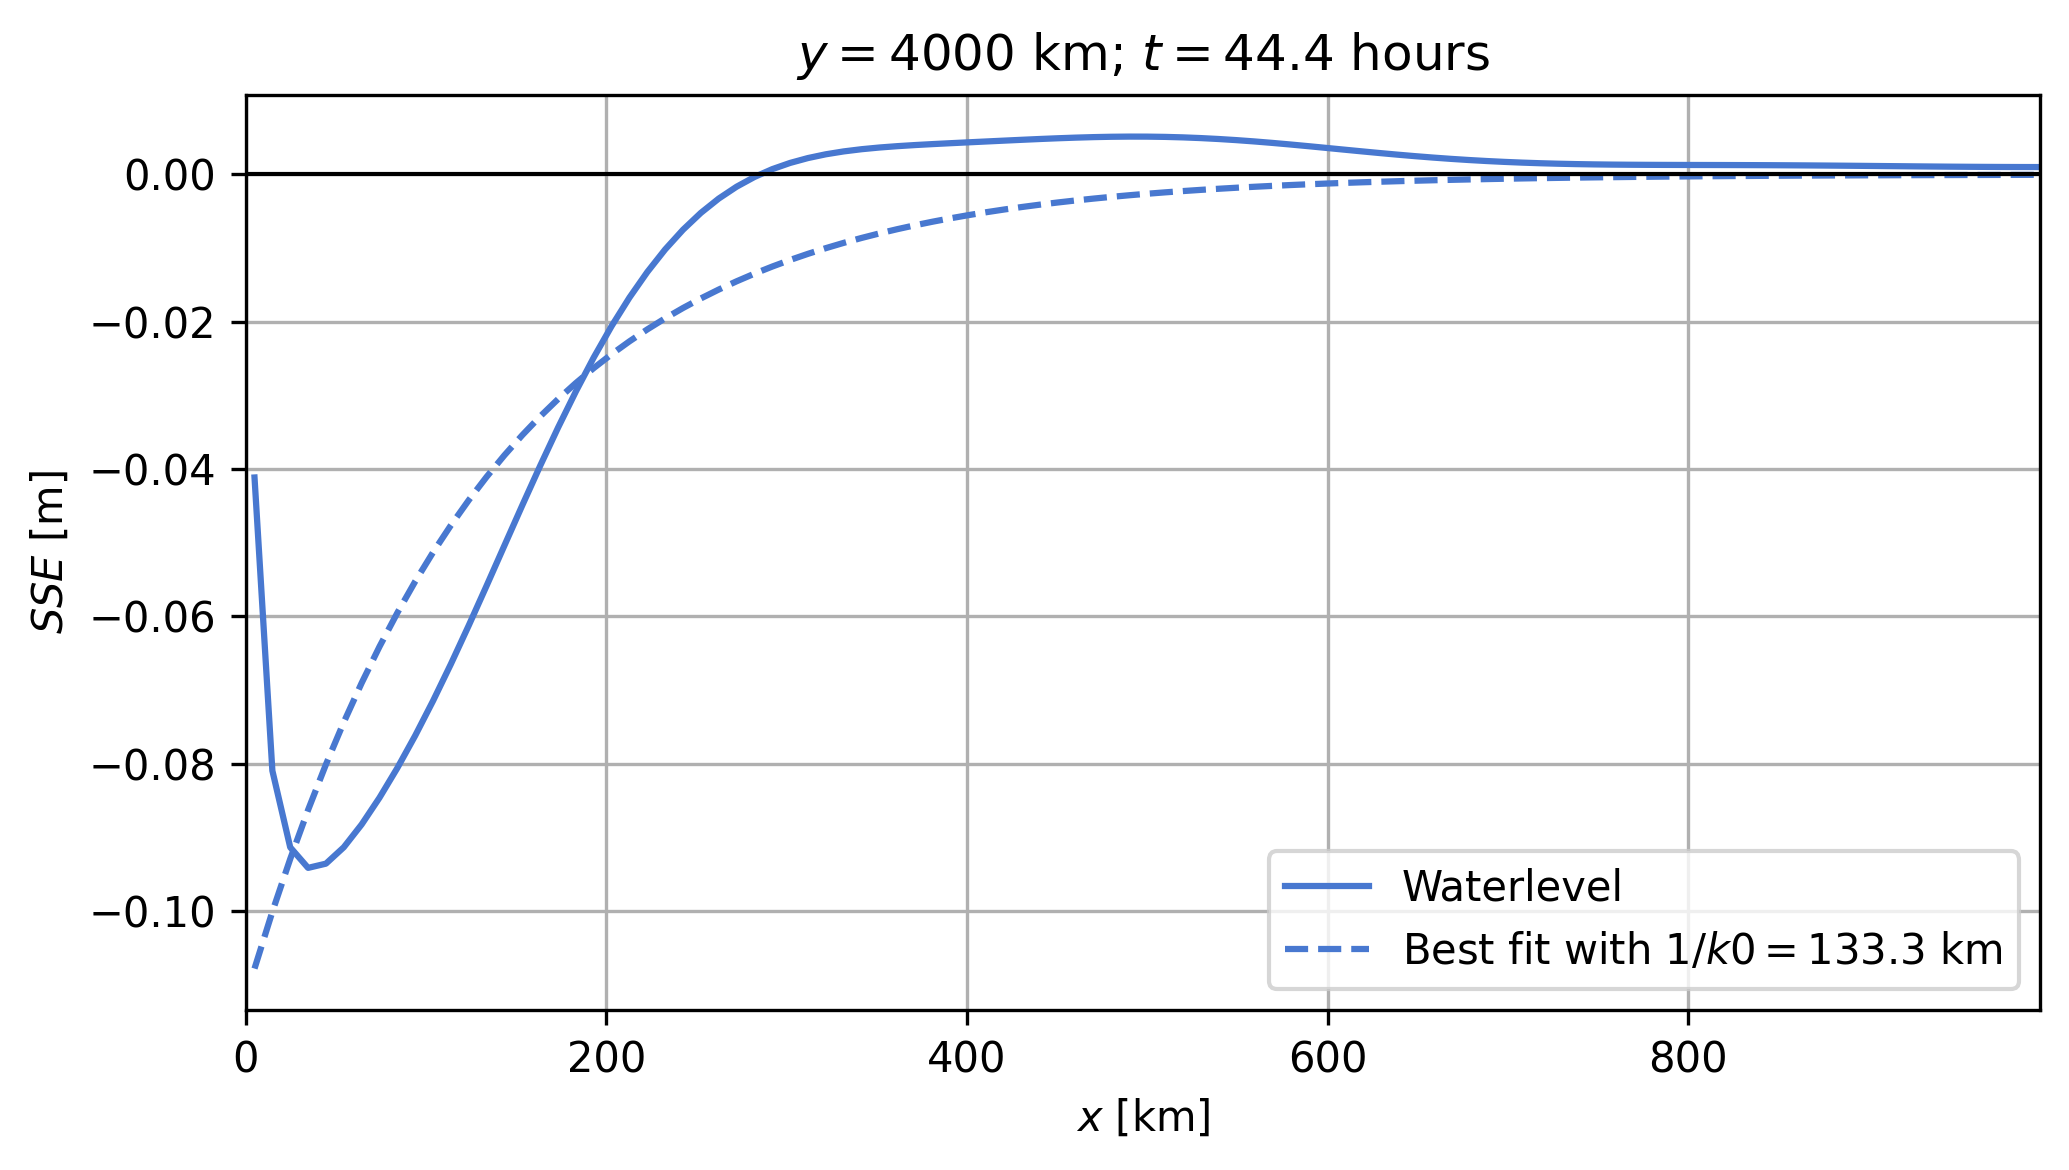 y = 4000 km; t = 44.4 hours
0.00
−0.02
−0.04
−0.06
−0.08
−0.10
SSE [m]
Waterlevel
Best fit with 1/k0 = 133.3 km
0 200 400 600 800
x [km]